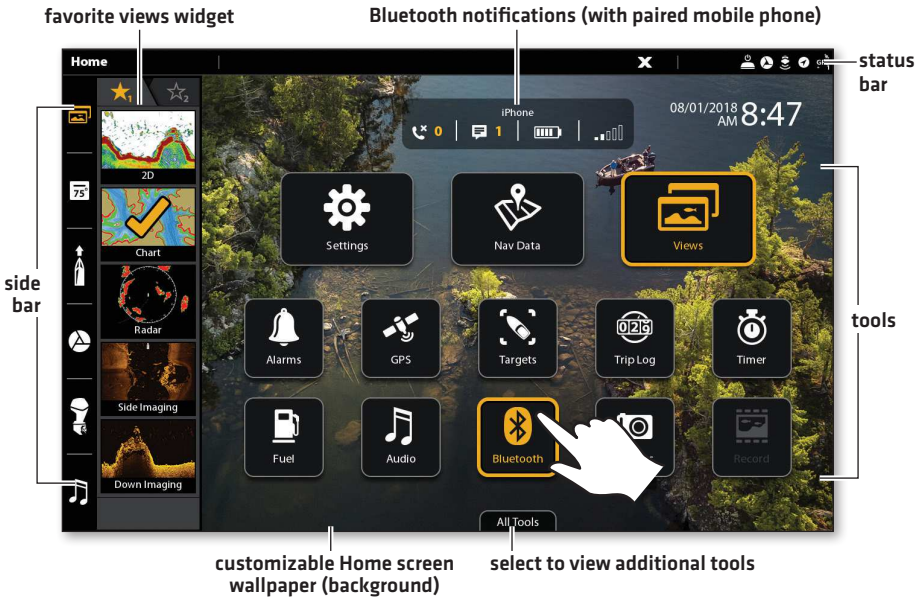 favorite views widget
Bluetooth notifications (with paired mobile phone)
Home
X
status
bar
1
2
iPhone
0
1
08/01/2018
AM
8:47
2D
75°
Settings
Nav Data
Views
Chart
side
bar
tools
Radar
029
Alarms
GPS
Targets
Trip Log
Timer
Side Imaging
Fuel
Audio
Bluetooth
Record
Down Imaging
All Tools
customizable Home screen
wallpaper (background)
select to view additional tools